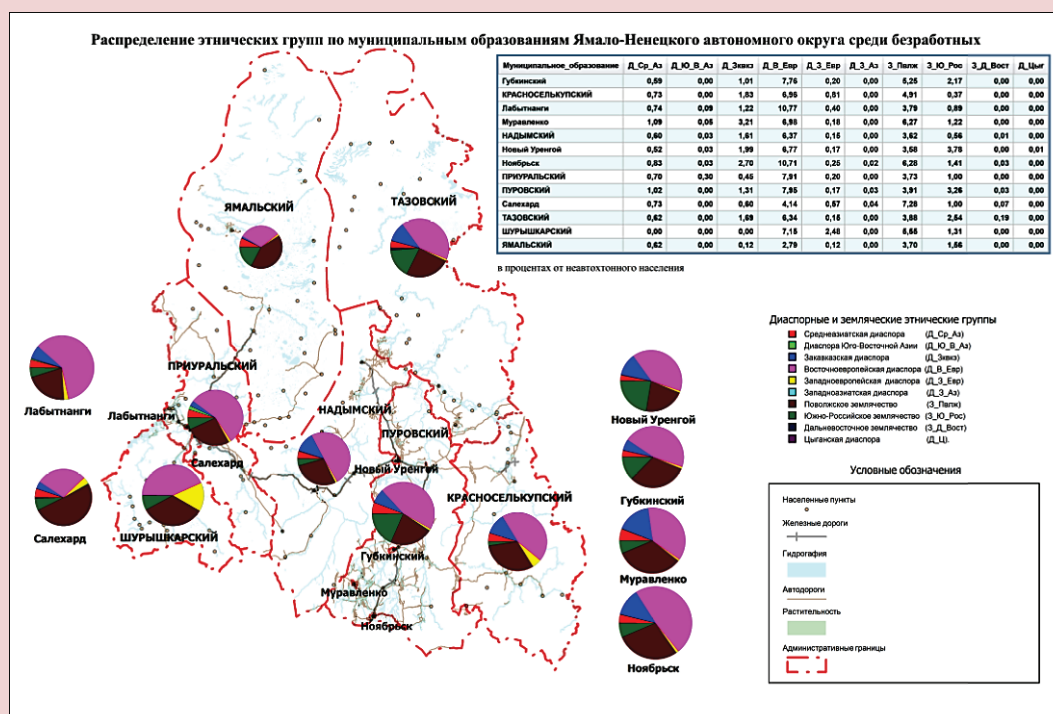 Распределение этнических групп по муниципальным образованиям Ямало-Ненецкого автономного округа среди безработных
Муниципальное_образование Д_Ср_Аз Д_Ю_В_Аз Д_Зквкз Д_В_Евр Д_З_Евр Д_З_Аз З_Пвлж З_Ю_Рос З_Д_Вост Д_Цыг
Губкинский 0,59 0,00 1,01 7,76 0,20 0,00 5,25 2,17 0,00 0,00
КРАСНОСЕЛЬКУПСКИЙ 0,73 0,00 1,53 6,95 0,81 0,00 4,91 0,37 0,00 0,00
Лабытнанги 0,74 0,09 1,22 10,77 0,40 0,00 3,79 0,89 0,00 0,00
Муравленко 1,09 0,05 3,21 6,98 0,18 0,00 6,27 1,22 0,00 0,00
НАДЫМСКИЙ 0,60 0,03 1,61 6,37 0,15 0,00 3,62 0,56 0,01 0,00
Новый Уренгой 0,52 0,03 1,99 6,77 0,17 0,00 3,58 3,78 0,00 0,01
Ноябрьск 0,83 0,03 2,70 10,71 0,25 0,02 6,28 1,41 0,03 0,00
ПРИУРАЛЬСКИЙ 0,70 0,30 0,45 7,91 0,20 0,00 3,73 1,00 0,00 0,00
ПУРОВСКИЙ 1,02 0,00 1,31 7,95 0,17 0,03 3,91 3,26 0,03 0,00
Салехард 0,73 0,00 0,60 4,14 0,57 0,04 7,28 1,00 0,07 0,00
ТАЗОВСКИЙ 0,62 0,00 1,69 6,34 0,15 0,00 3,88 2,54 0,19 0,00
ШУРЫШКАРСКИЙ 0,00 0,00 0,00 7,15 2,48 0,00 5,55 1,31 0,00 0,00
ЯМАЛЬСКИЙ 0,62 0,00 0,12 2,79 0,12 0,00 3,70 1,56 0,00 0,00
в процентах от неавтохтонного населения
ЯМАЛЬСКИЙ
ТАЗОВСКИЙ
ПРИУРАЛЬСКИЙ
Лабытнанги
Лабытнанги
НАДЫМСКИЙ
ПУРОВСКИЙ
Салехард
Новый Уренгой
КРАСНОСЕЛЬКУПСКИЙ
Салехард
ШУРЫШКАРСКИЙ
Губкинский
Муравленко
Ноябрьск
Новый Уренгой
Губкинский
Муравленко
Ноябрьск
Диаспорные и земляческие этнические группы
Среднеазиатская диаспора (Д_Ср_Аз)
Диаспора Юго-Восточной Азии (Д_Ю_В_Аз)
Закавказская диаспора (Д_Зквкз)
Восточноевропейская диаспора (Д_В_Евр)
Западноевропейская диаспора (Д_З_Евр)
Западноазиатская диаспора (Д_З_Аз)
Поволжское землячество (З_Пвлж)
Южно-Российское землячество (З_Ю_Рос)
Дальневосточное землячество (З_Д_Вост)
Цыганская диаспора (Д_Ц).
Условные обозначения
Населенные пункты
Железные дороги
Гидрогафия
Автодороги
Растительность
Административные границы